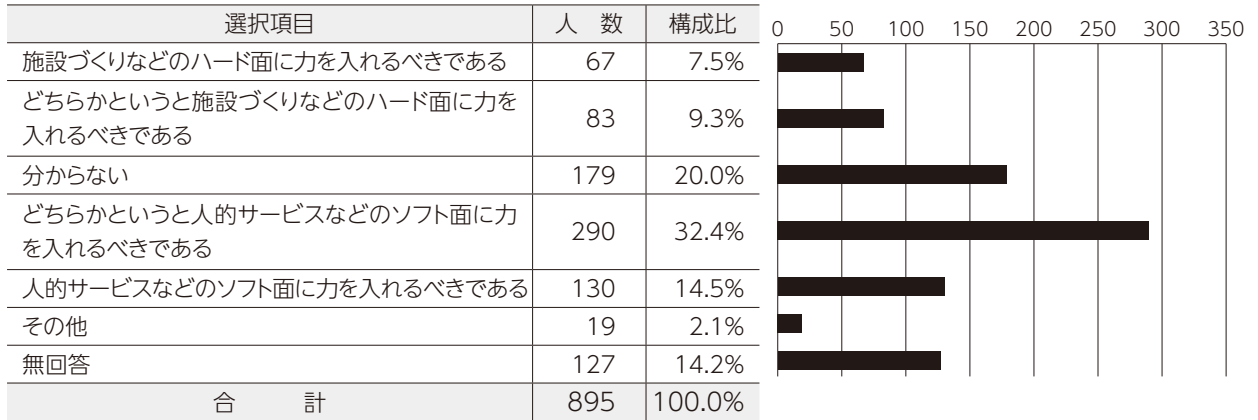 選択項目 人 数 構成比 0 50 100 150 200 250 300 350
施設づくりなどのハード面に力を入れるべきである 67 7.5%
どちらかというと施設づくりなどのハード面に力を
入れるべきである 83 9.3%
分からない 179 20.0%
どちらかというと人的サービスなどのソフト面に力
を入れるべきである 290 32.4%
人的サービスなどのソフト面に力を入れるべきである 130 14.5%
その他 19 2.1%
無回答 127 14.2%
合 計 895 100.0%